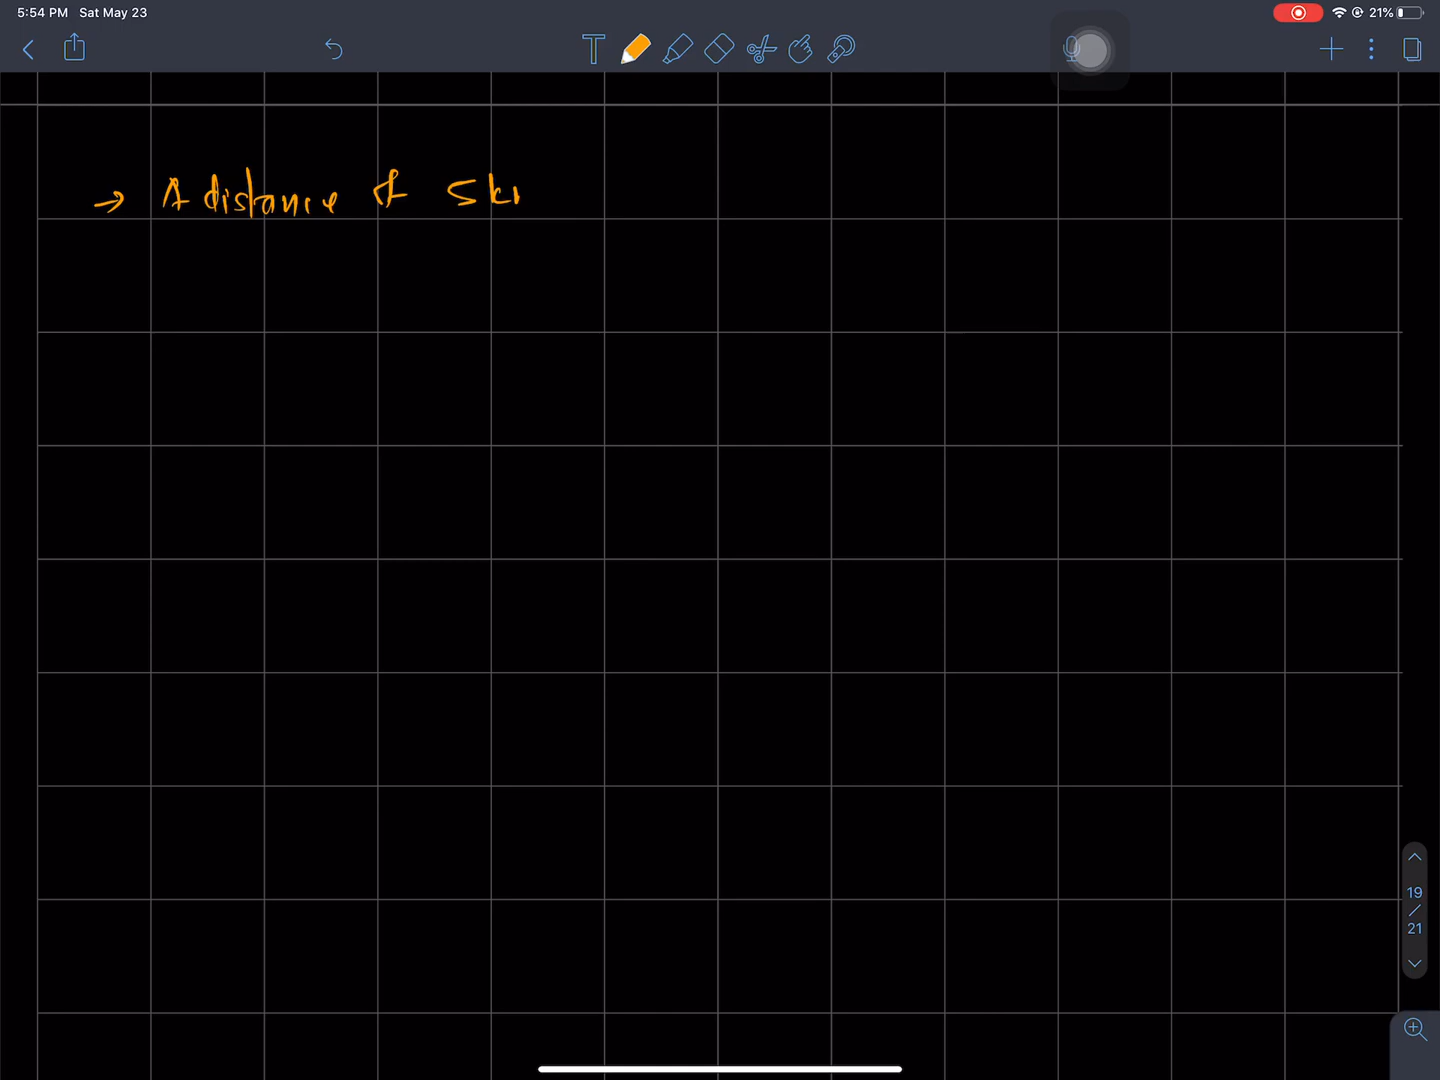 5:54 PM Sat May 23
21%
→ A distance of 5k
19
/
21